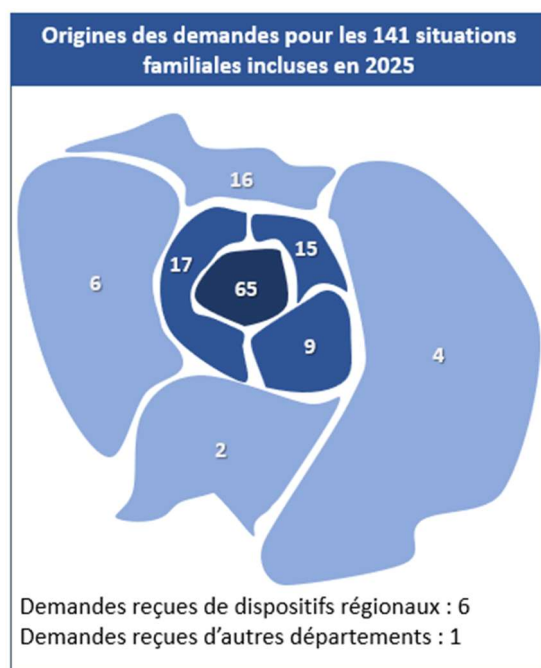 Origines des demandes pour les 141 situations
familiales incluses en 2025
16
15
17
6
65
9
4
2
Demandes reçues de dispositifs régionaux : 6
Demandes reçues d’autres départements : 1